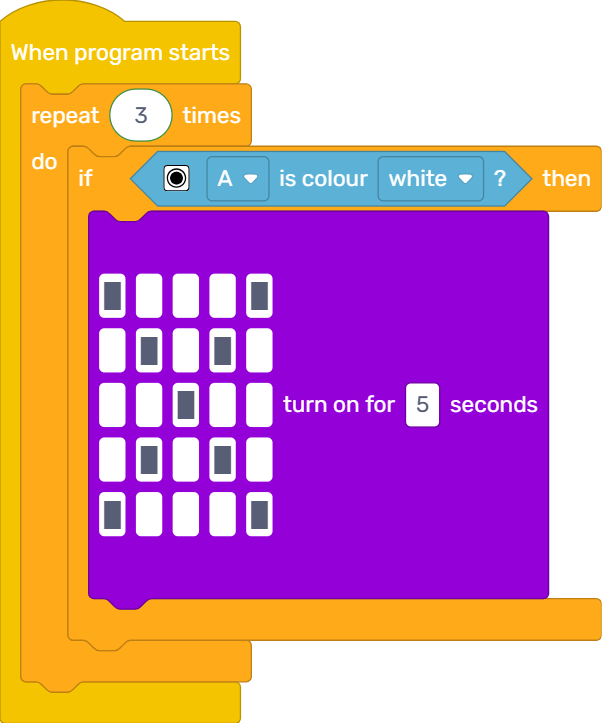 When program starts
repeat 3 times
do
if A is colour white ? then
turn on for 5 seconds